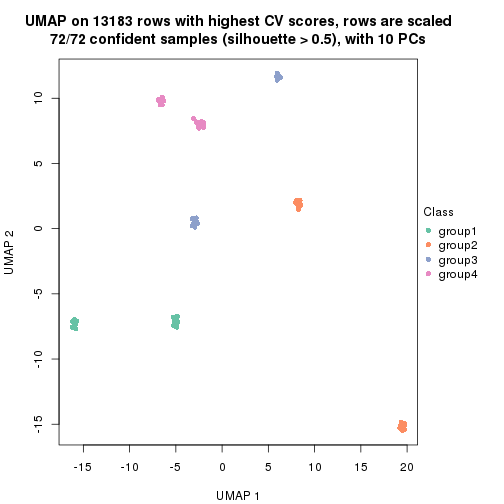 UMAP on 13183 rows with highest CV scores, rows are scaled
72/72 confident samples (silhouette > 0.5), with 10 PCs
10
5
0
-5
-10
-15
UMAP 2
Class
group1
group2
group3
group4
-15 -10 -5 0 5 10 15 20
UMAP 1